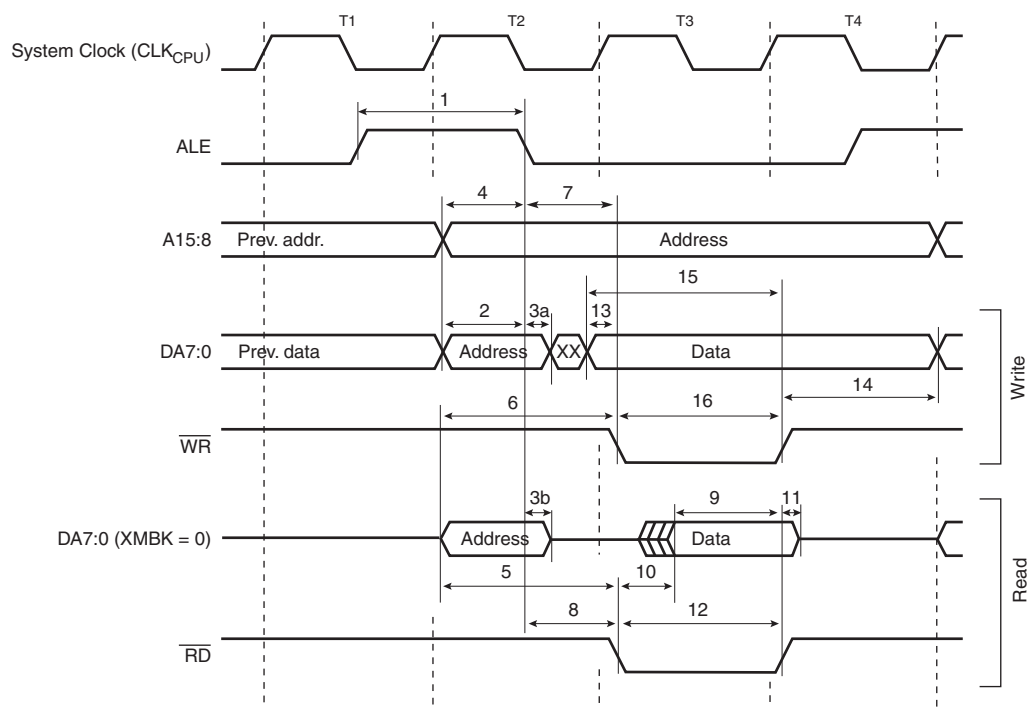 T1 T2 T3 T4
System Clock (CLKCPU)
1
ALE
4 7
A15:8 Prev. addr. Address
15
2 3a 13
DA7:0 Prev. data Address XX Data
14
6 16
WR
Write
3b 9 11
DA7:0 (XMBK = 0) Address Data
5 10
8 12
RD
Read